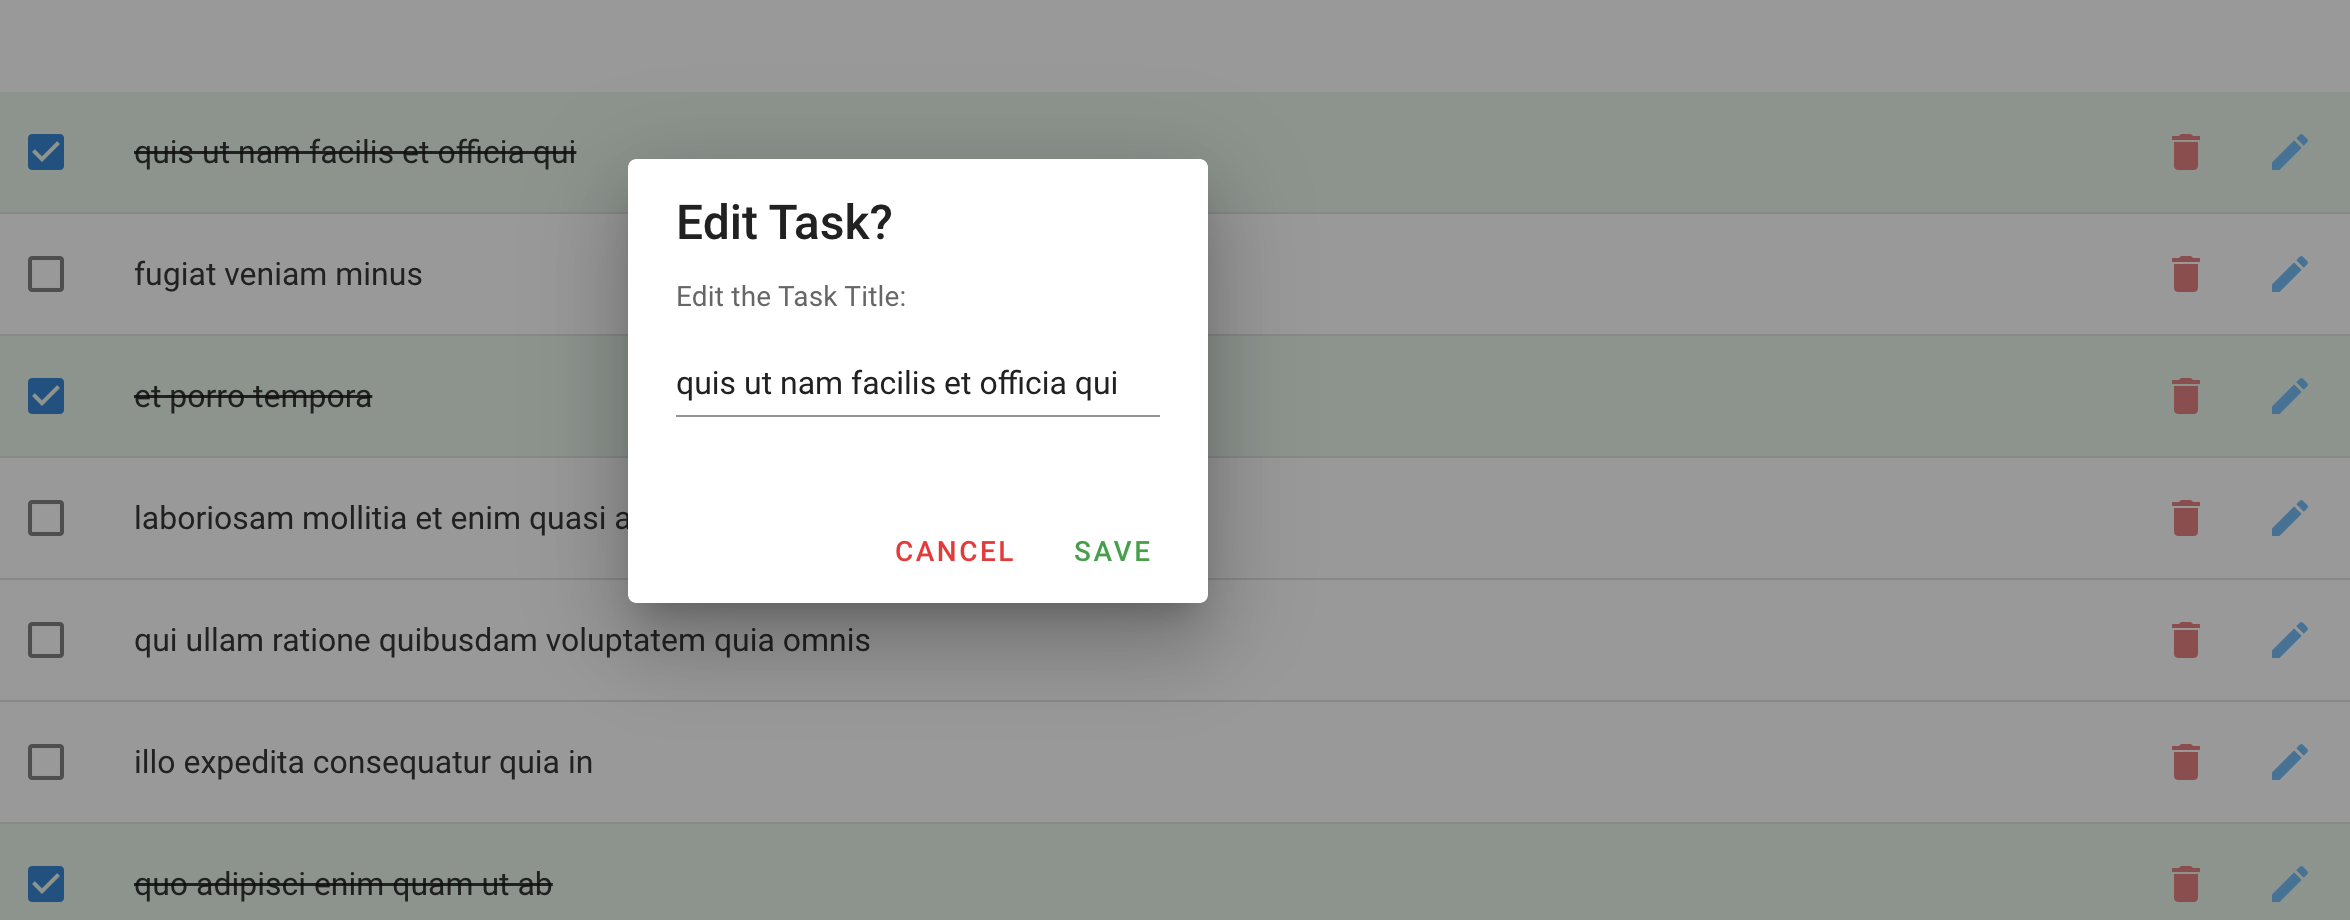 quis ut nam facilis et officia qui
fugiat veniam minus
et porro tempora
laboriosam mollitia et enim quasi
qui ullam ratione quibusdam voluptatem quia omnis
illo expedita consequatur quia in
quo adipisci enim quam ut ab
Edit Task?
Edit the Task Title:
quis ut nam facilis et officia qui
CANCEL SAVE